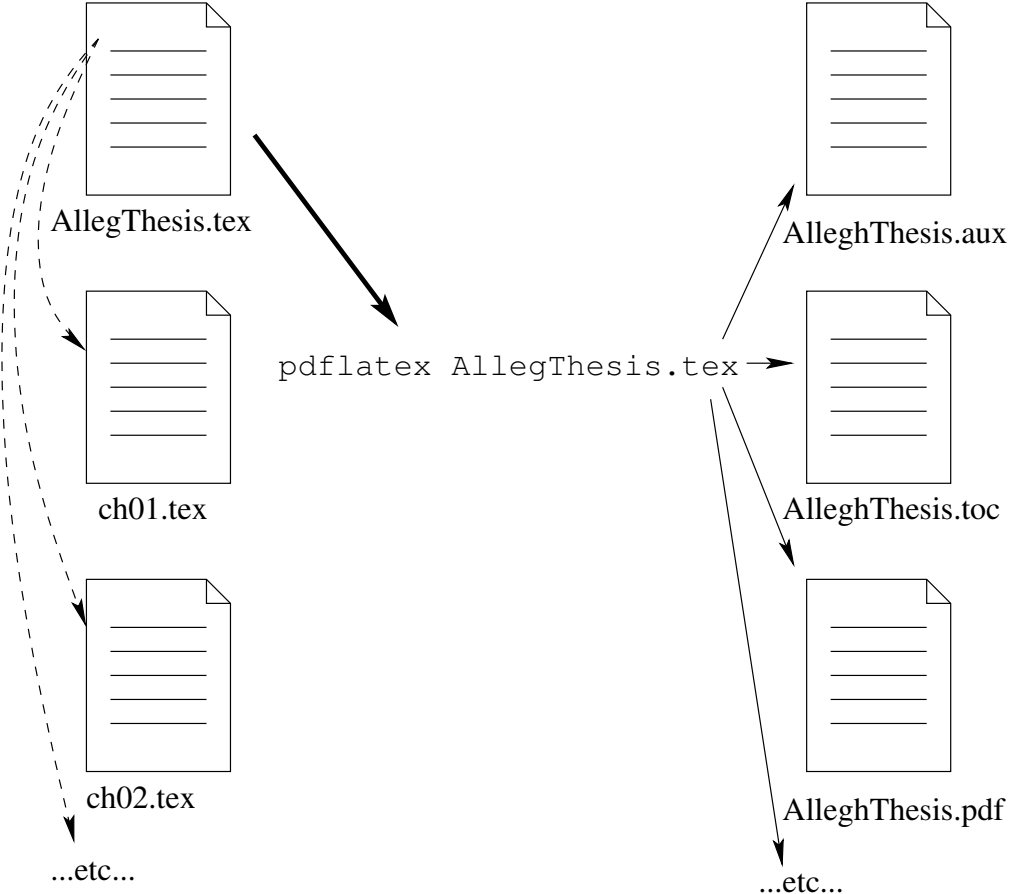 AllegThesis.tex
AlleghThesis.aux
pdflatex AllegThesis.tex
ch01.tex
AlleghThesis.toc
ch02.tex
AlleghThesis.pdf
...etc...
...etc...